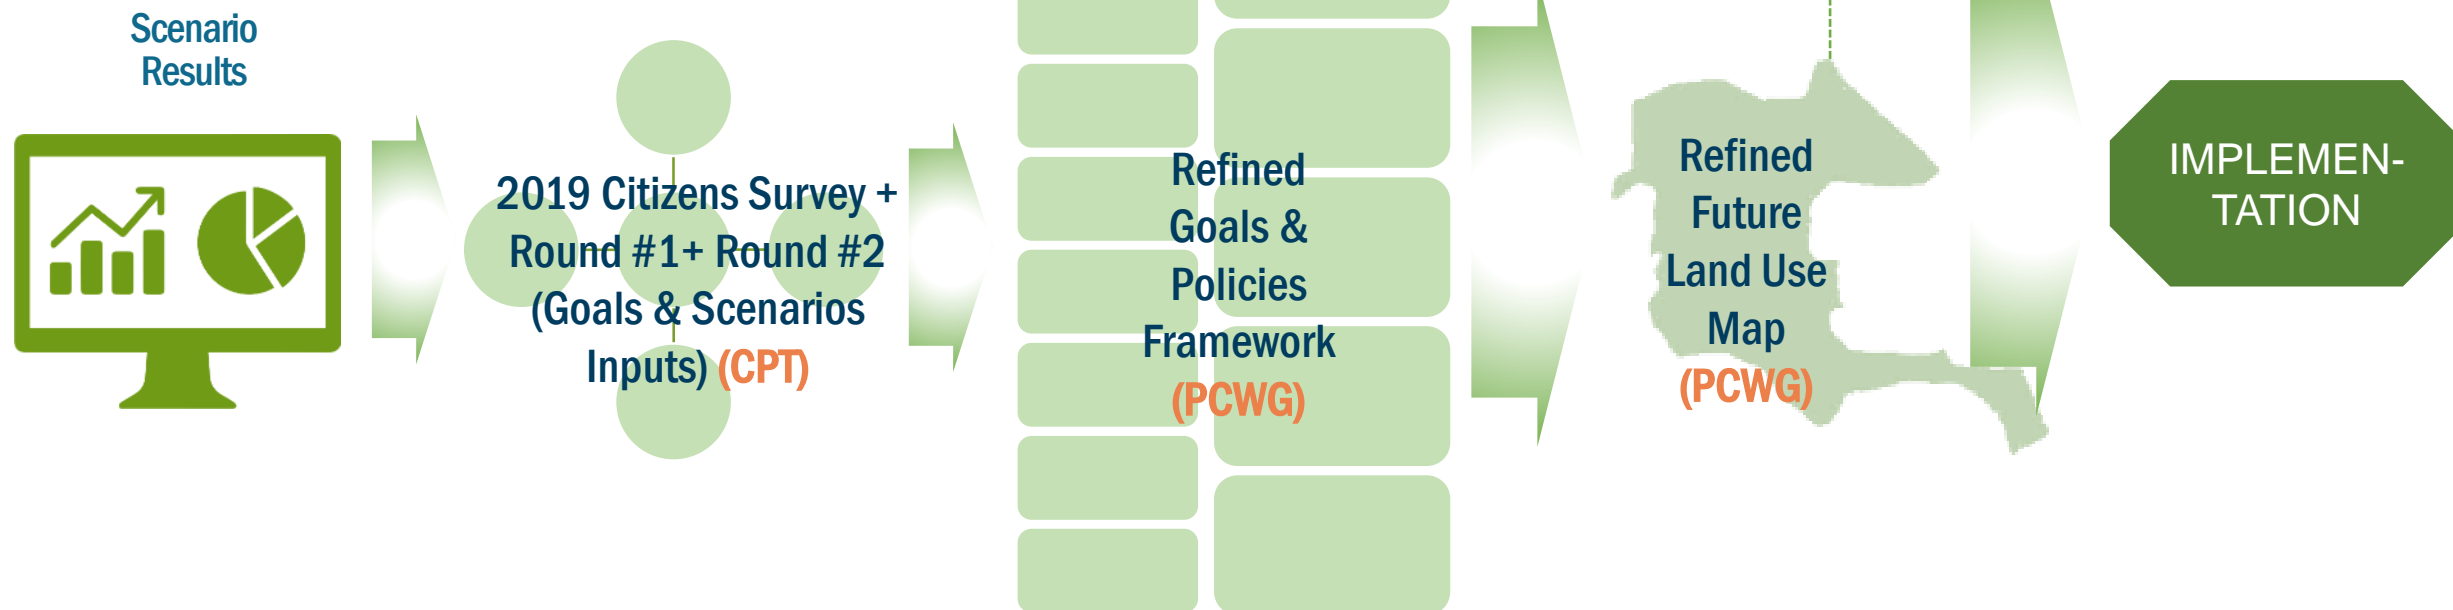 Scenario
Results
2019 Citizens Survey +
Round #1+ Round #2
(Goals & Scenarios
Inputs) (CPT)
Refined
Goals &
Policies
Framework
(PCWG)
Refined
Future
Land Use
Map
(PCWG)
IMPLEMEN-
TATION